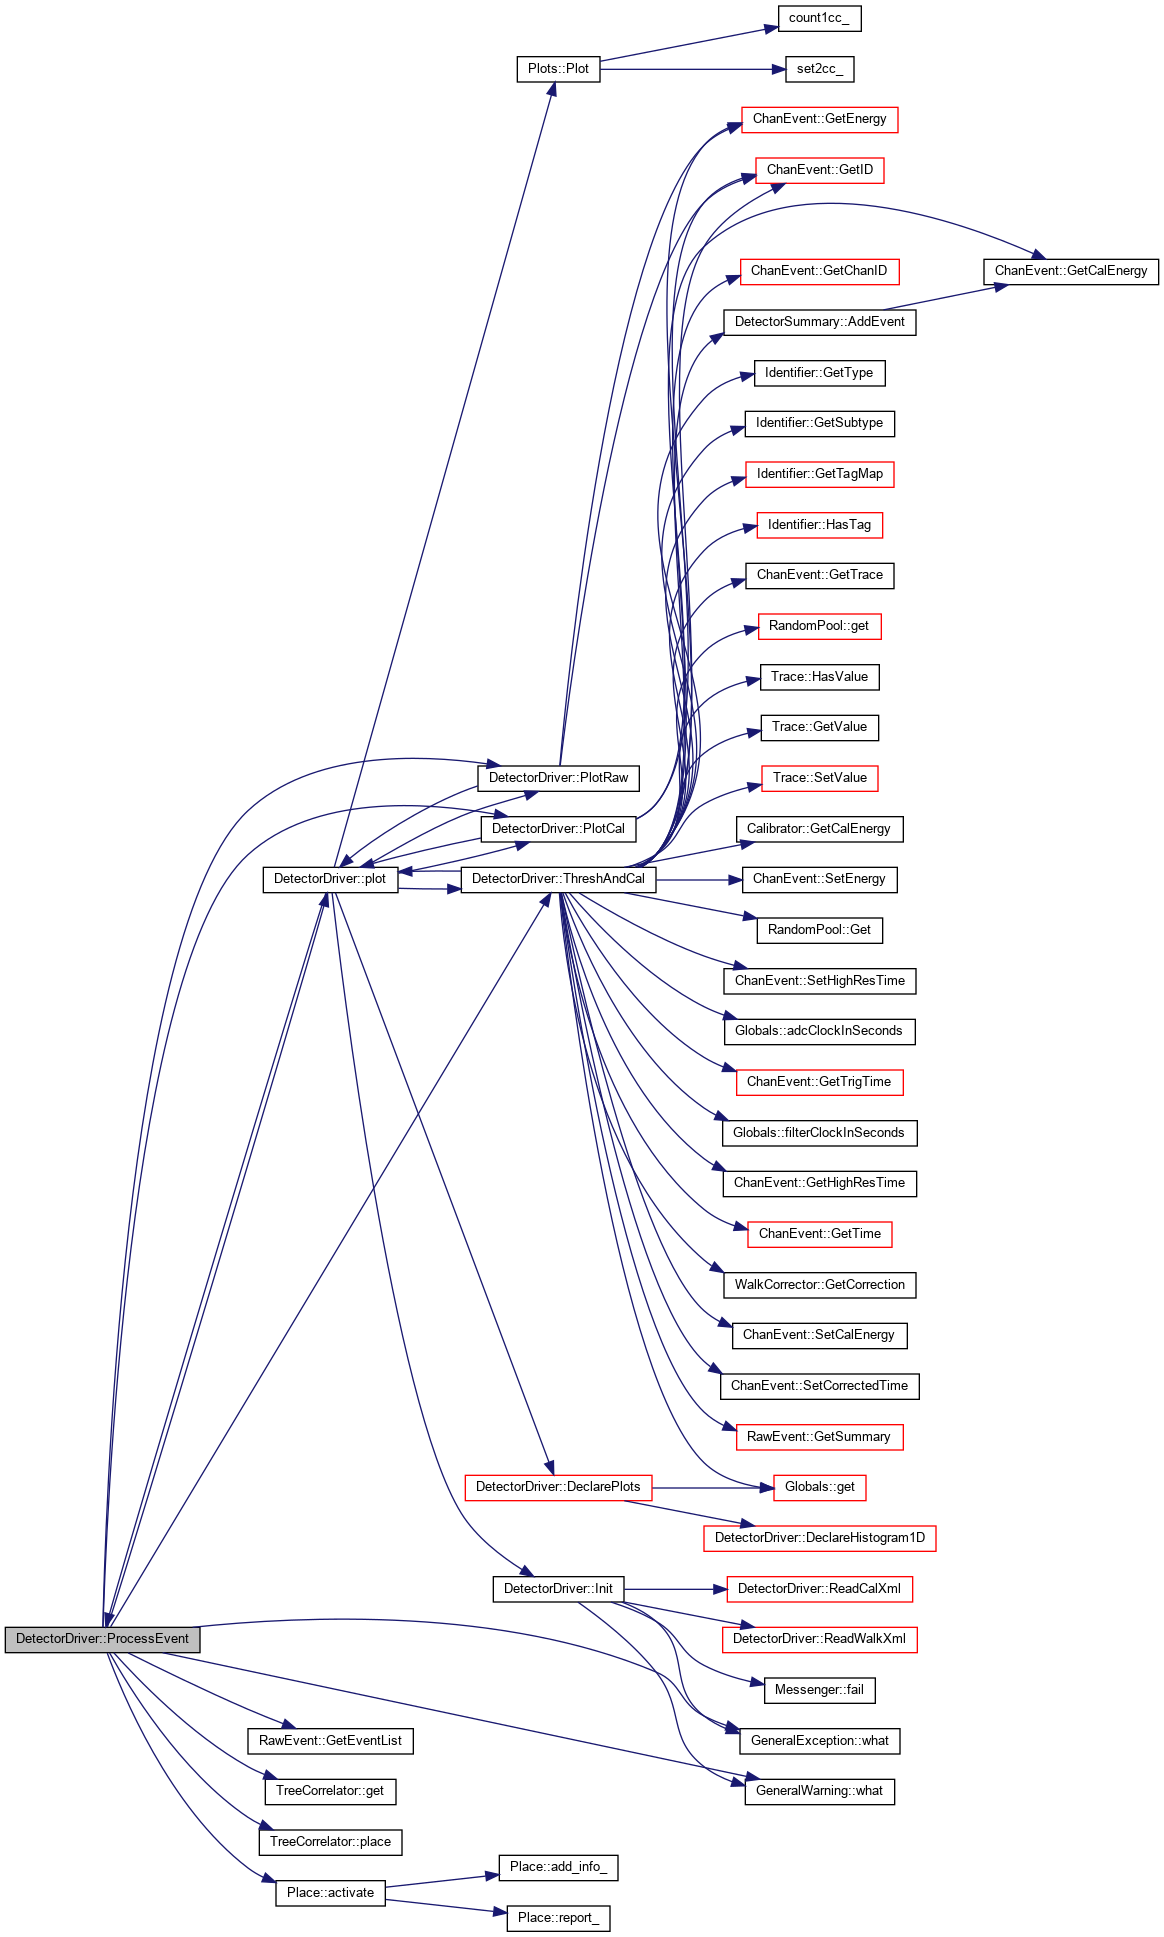 count1cc_
Plots::Plot
set2cc_
ChanEvent::GetEnergy
ChanEvent::GetID
ChanEvent::GetChanID
ChanEvent::GetCalEnergy
DetectorSummary::AddEvent
Identifier::GetType
Identifier::GetSubtype
Identifier::GetTagMap
Identifier::HasTag
ChanEvent::GetTrace
RandomPool::get
Trace::HasValue
Trace::GetValue
DetectorDriver::PlotRaw
Trace::SetValue
DetectorDriver::PlotCal
Calibrator::GetCalEnergy
DetectorDriver::plot
DetectorDriver::ThreshAndCal
ChanEvent::SetEnergy
RandomPool::Get
ChanEvent::SetHighResTime
Globals::adcClockInSeconds
ChanEvent::GetTrigTime
Globals::filterClockInSeconds
ChanEvent::GetHighResTime
ChanEvent::GetTime
WalkCorrector::GetCorrection
ChanEvent::SetCalEnergy
ChanEvent::SetCorrectedTime
RawEvent::GetSummary
DetectorDriver::DeclarePlots
Globals::get
DetectorDriver::DeclareHistogram1D
DetectorDriver::Init
DetectorDriver::ReadCalXml
DetectorDriver::ProcessEvent
DetectorDriver::ReadWalkXml
Messenger::fail
RawEvent::GetEventList
GeneralException::what
TreeCorrelator::get
GeneralWarning::what
TreeCorrelator::place
Place::add_info_
Place::activate
Place::report_